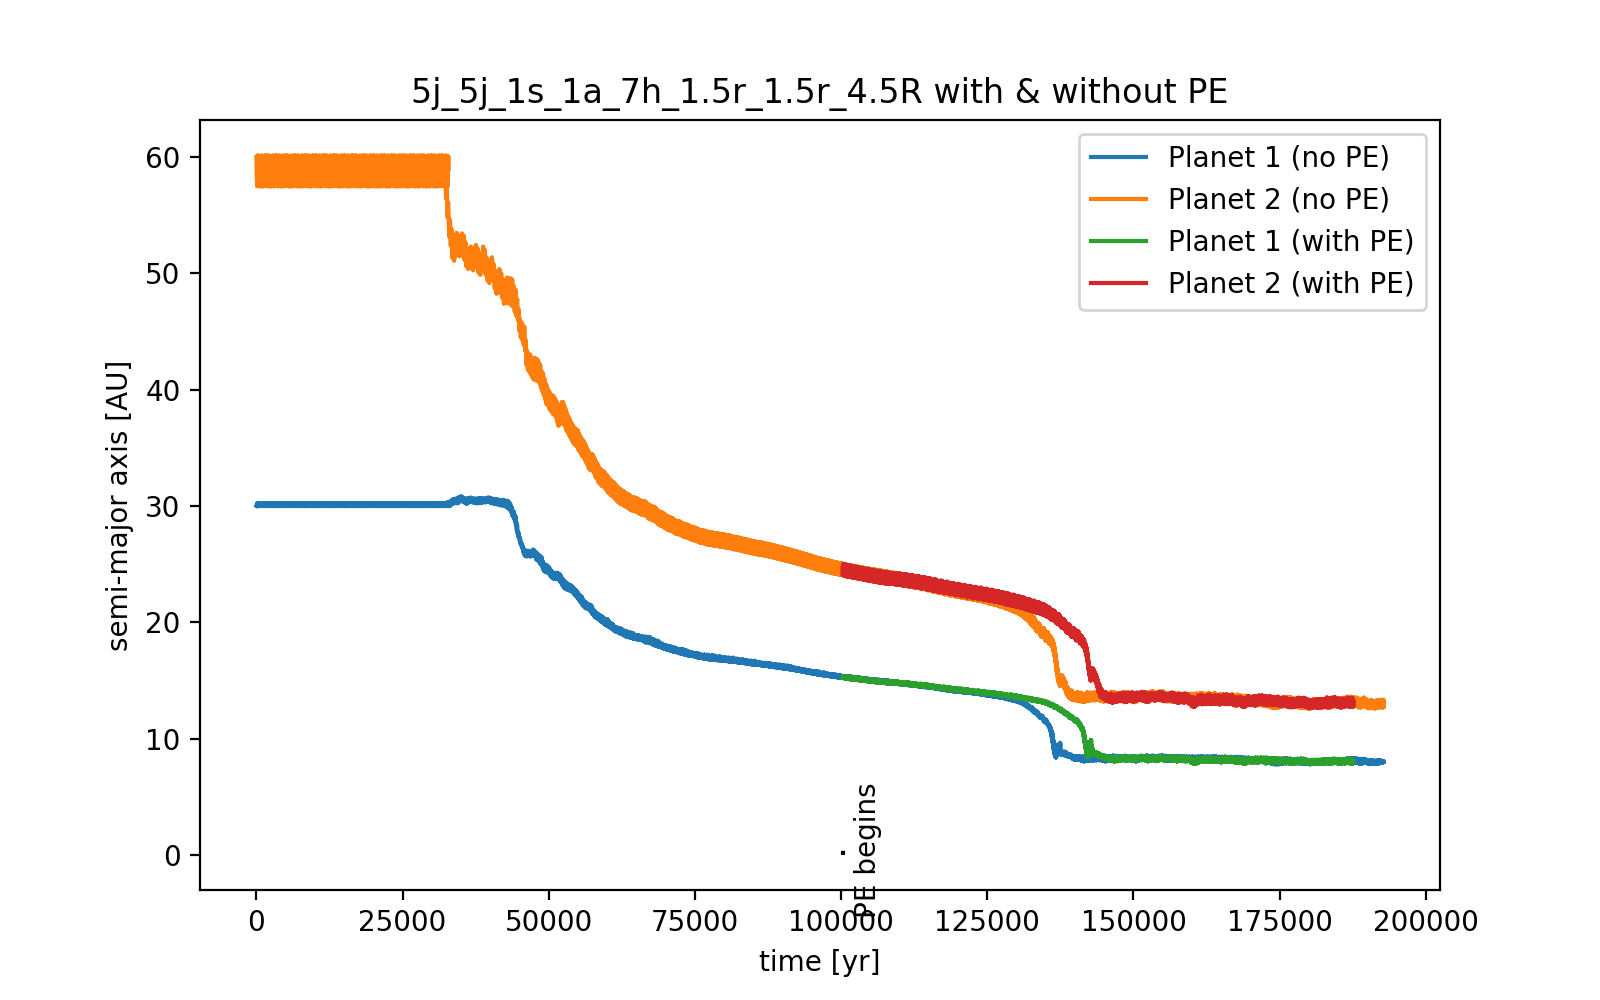 5j_5j_1s_1a_7h_1.5r_1.5r_4.5R with & without PE
Planet 1 (no PE)
Planet 2 (no PE)
Planet 1 (with PE)
Planet 2 (with PE)
semi-major axis [AU]
60
50
40
30
20
10
0
PE begins
0 25000 50000 75000 100000 125000 150000 175000 200000
time [yr]